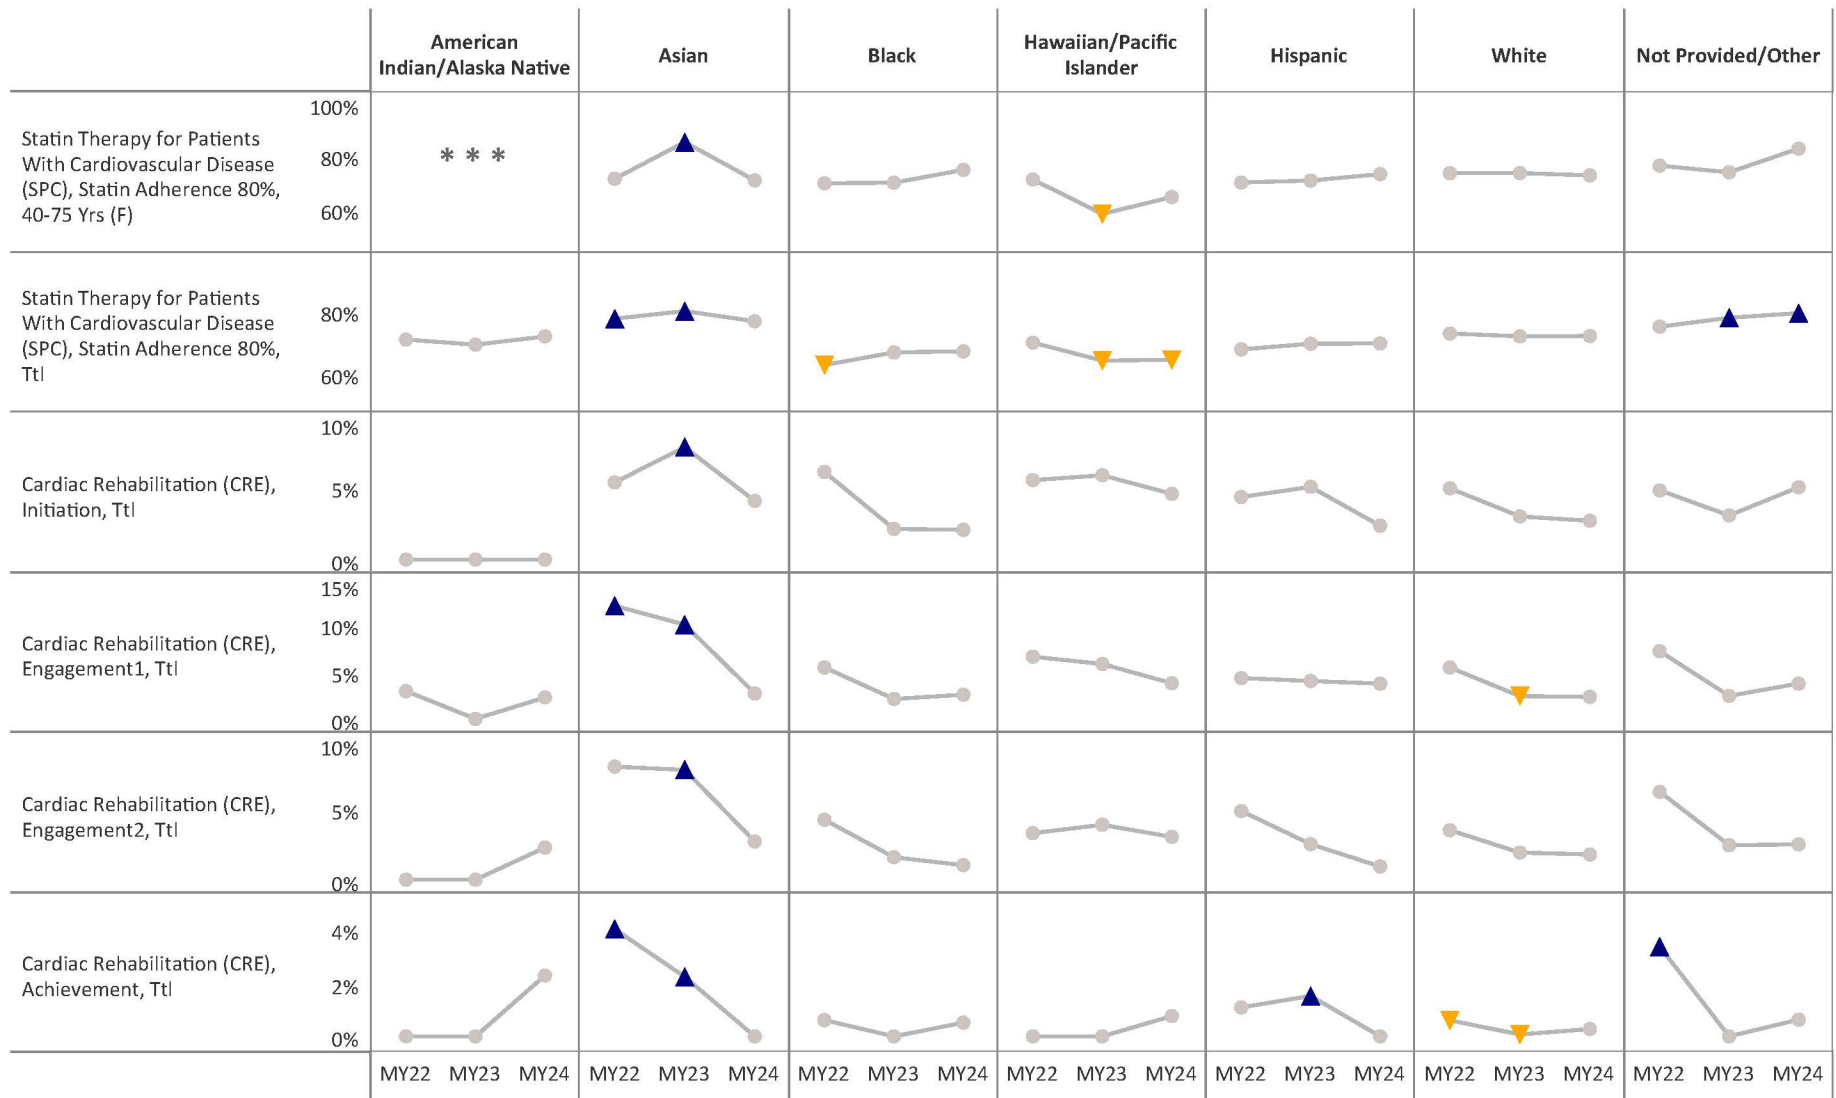 American
Indian/Alaska Native
Asian
Black
Hawaiian/Pacific
Islander
Hispanic
White
Not Provided/Other
Statin Therapy for Patients
With Cardiovascular Disease
(SPC), Statin Adherence 80%,
40-75 Yrs (F)
100%
80%
60%
* * *
Statin Therapy for Patients
With Cardiovascular Disease
(SPC), Statin Adherence 80%,
Ttl
80%
60%
Cardiac Rehabilitation (CRE),
Initiation, Ttl
10%
5%
0%
Cardiac Rehabilitation (CRE),
Engagement1, Ttl
15%
10%
5%
0%
Cardiac Rehabilitation (CRE),
Engagement2, Ttl
10%
5%
0%
Cardiac Rehabilitation (CRE),
Achievement, Ttl
4%
2%
0%
MY22 MY23 MY24 MY22 MY23 MY24 MY22 MY23 MY24 MY22 MY23 MY24 MY22 MY23 MY24 MY22 MY23 MY24 MY22 MY23 MY24